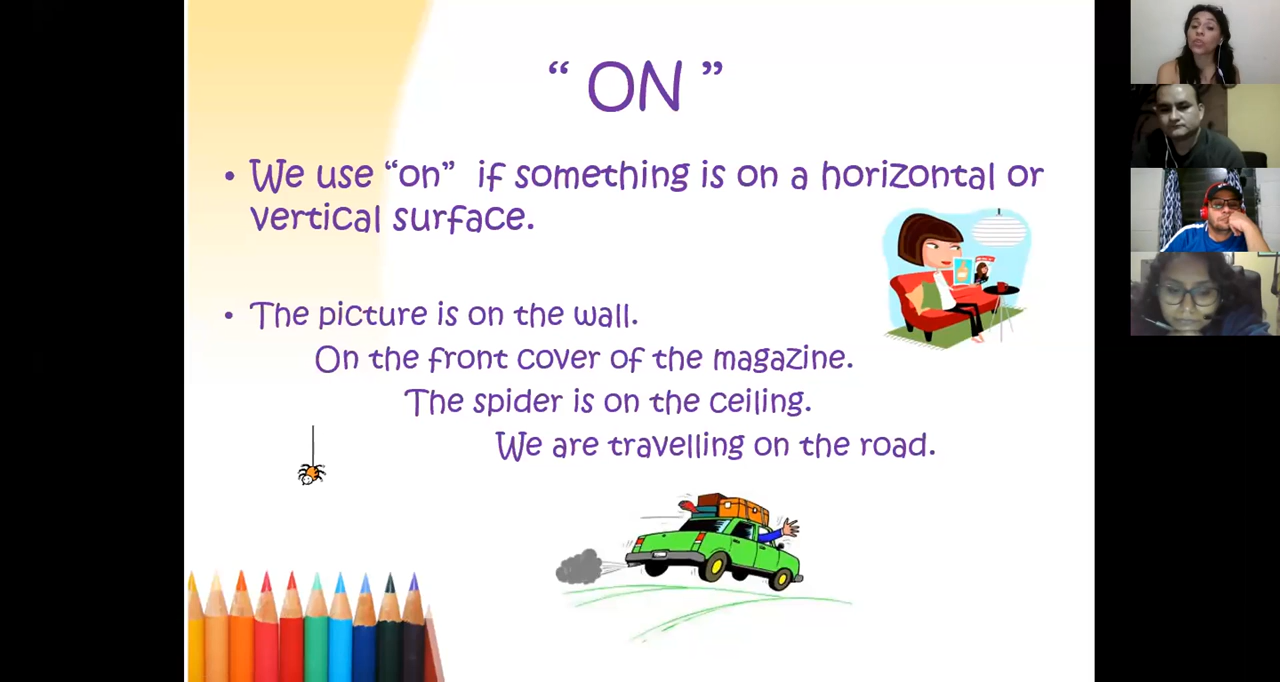 “ ON ”
• We use “on”  if something is on a horizontal or
vertical surface.
• The picture is on the wall.
On the front cover of the magazine.
The spider is on the ceiling.
We are travelling on the road.